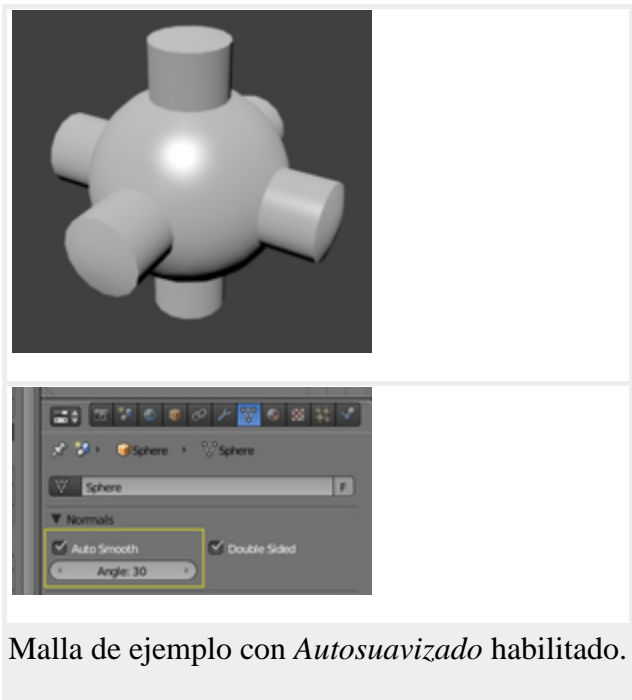 Sphere Sphere
Sphere F
Normals
Auto Smooth Double Sided
Angle: 30
Malla de ejemplo con Autosuavizado habilitado.